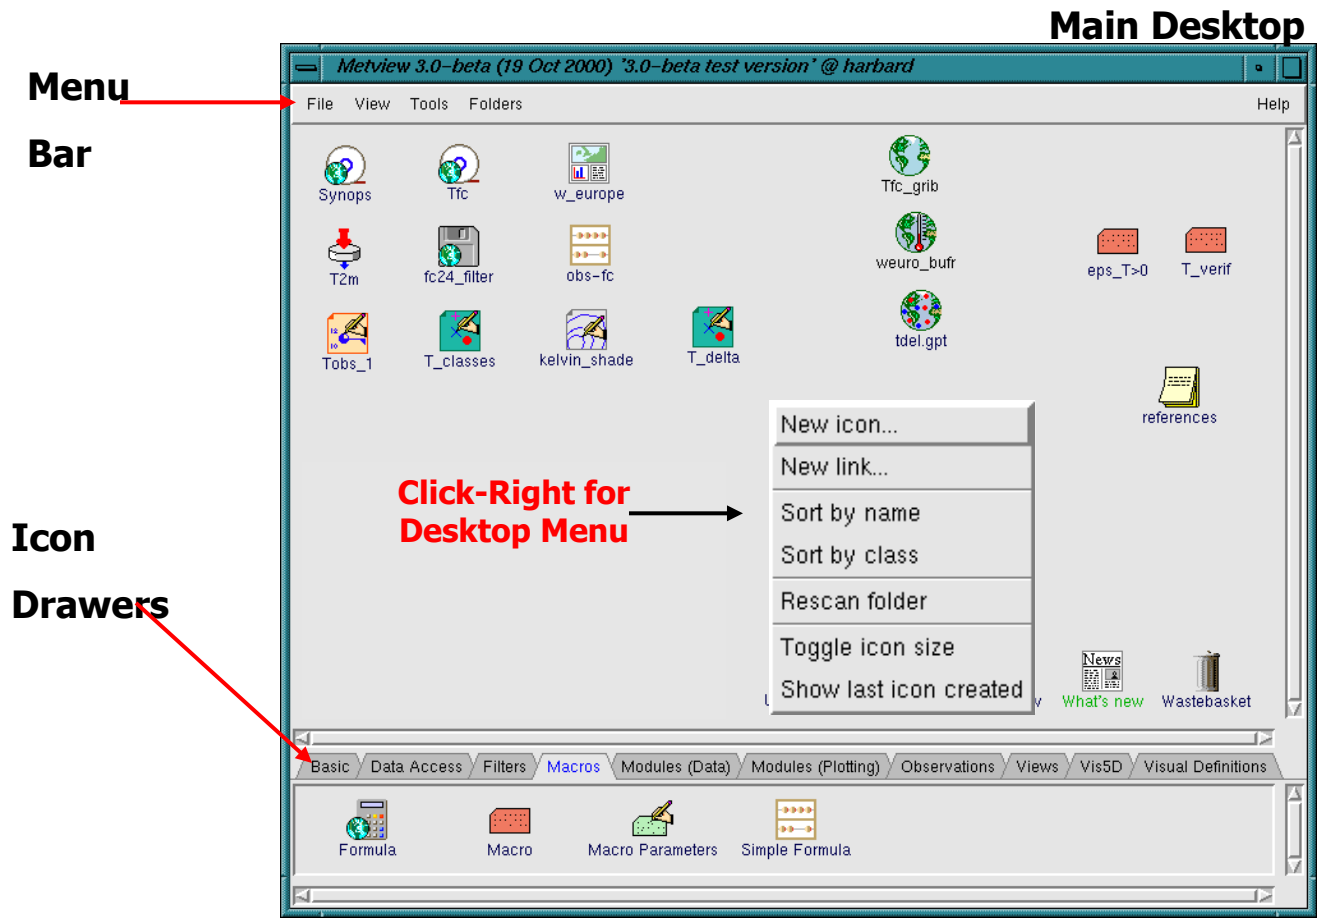 Main Desktop
Menu
Bar
Metview 3.0-beta (19 Oct 2000) '3.0-beta test version' @ harbard
File View Tools Folders Help
Synops Tfc w_europe Tfc_grib
T2m fc24_filter obs-fc weuro_bufr eps_T>0 T_verif
Tobs_1 T_classes kelvin_shade T_delta tdel.gpt
references
New icon...
New link...
Sort by name
Sort by class
Rescan folder
Toggle icon size
Show last icon created
Click-Right for
Desktop Menu
Icon
Drawers
News
What's new Wastebasket
Basic Data Access Filters Macros Modules (Data) Modules (Plotting) Observations Views Vis5D Visual Definitions
Formula Macro Macro Parameters Simple Formula